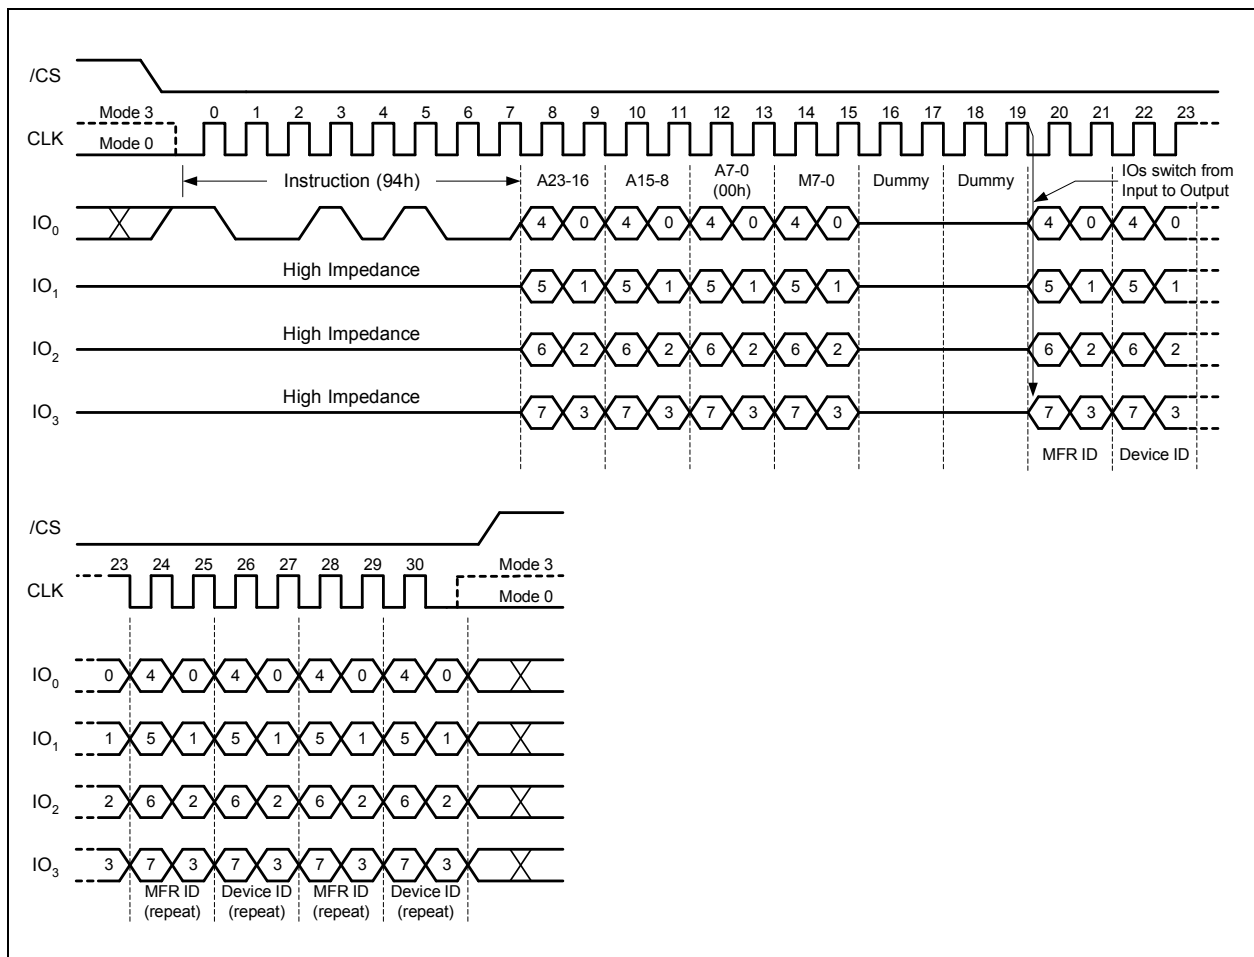 /CS
Mode 3 0 1 2 3 4 5 6 7 8 9 10 11 12 13 14 15 16 17 18 19 20 21 22 23
CLK
Mode 0
Instruction (94h) A23-16 A15-8 A7-0 (00h) M7-0 Dummy Dummy
IOs switch from
Input to Output
IO0 4 0 4 0 4 0 4 0 4 0 4 0
High Impedance
IO1 5 1 5 1 5 1 5 1 5 1 5 1
High Impedance
IO2 6 2 6 2 6 2 6 2 6 2 6 2
High Impedance
IO3 7 3 7 3 7 3 7 3 7 3 7 3
MFR ID Device ID
/CS
23 24 25 26 27 28 29 30 Mode 3
CLK
Mode 0
IO0 0 4 0 4 0 4 0 4 0
IO1 1 5 1 5 1 5 1 5 1
IO2 2 6 2 6 2 6 2 6 2
IO3 3 7 3 7 3 7 3 7 3
MFR ID Device ID MFR ID Device ID
(repeat) (repeat) (repeat) (repeat)